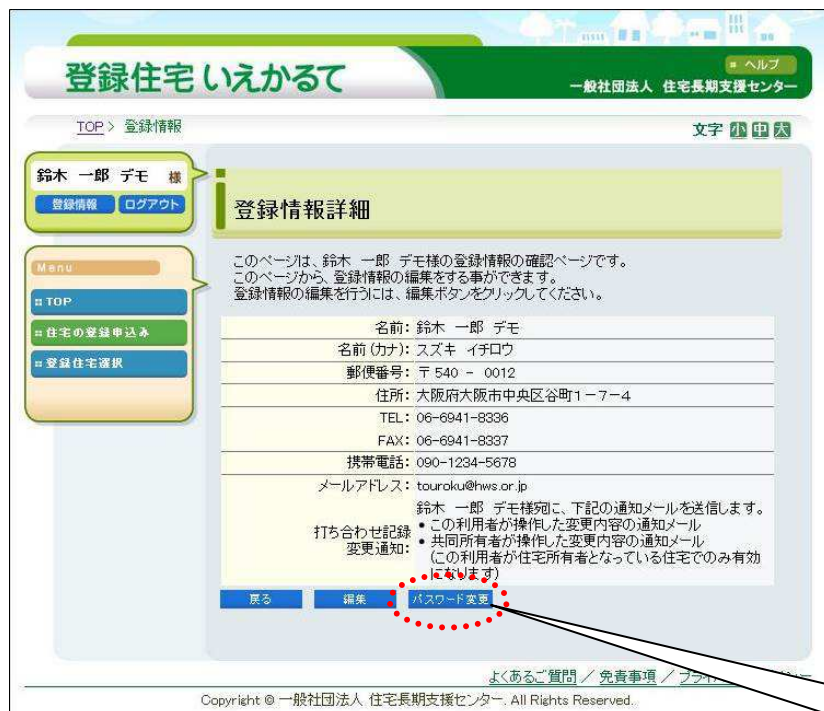 登録住宅 いえかるて
ヘルプ
一般社団法人 住宅長期支援センター
TOP > 登録情報
文字 小 中 大
鈴木 一郎 デモ 様
登録情報 ログアウト
Menu
TOP
住宅の登録申込み
登録住宅選択
登録情報詳細
このページは、鈴木 一郎 デモ様の登録情報の確認ページです。
このページから、登録情報の編集をする事ができます。
登録情報の編集を行うには、編集ボタンをクリックしてください。
名前: 鈴木 一郎 デモ
名前(カナ): スズキ イチロウ
郵便番号: 〒540 - 0012
住所: 大阪府大阪市中央区谷町1-7-4
TEL: 06-6941-8336
FAX: 06-6941-8337
携帯電話: 090-1234-5678
メールアドレス: touroku@hws.or.jp
打ち合わせ記録
変更通知:
鈴木 一郎 デモ様宛に、下記の通知メールを送信します。
• この利用者が操作した変更内容の通知メール
• 共同所有者が操作した変更内容の通知メール
(この利用者が住宅所有者となっている住宅でのみ有効
になります)
戻る 編集 パスワード変更
よくあるご質問 / 免責事項 /
Copyright © 一般社団法人 住宅長期支援センター. All Rights Reserved.